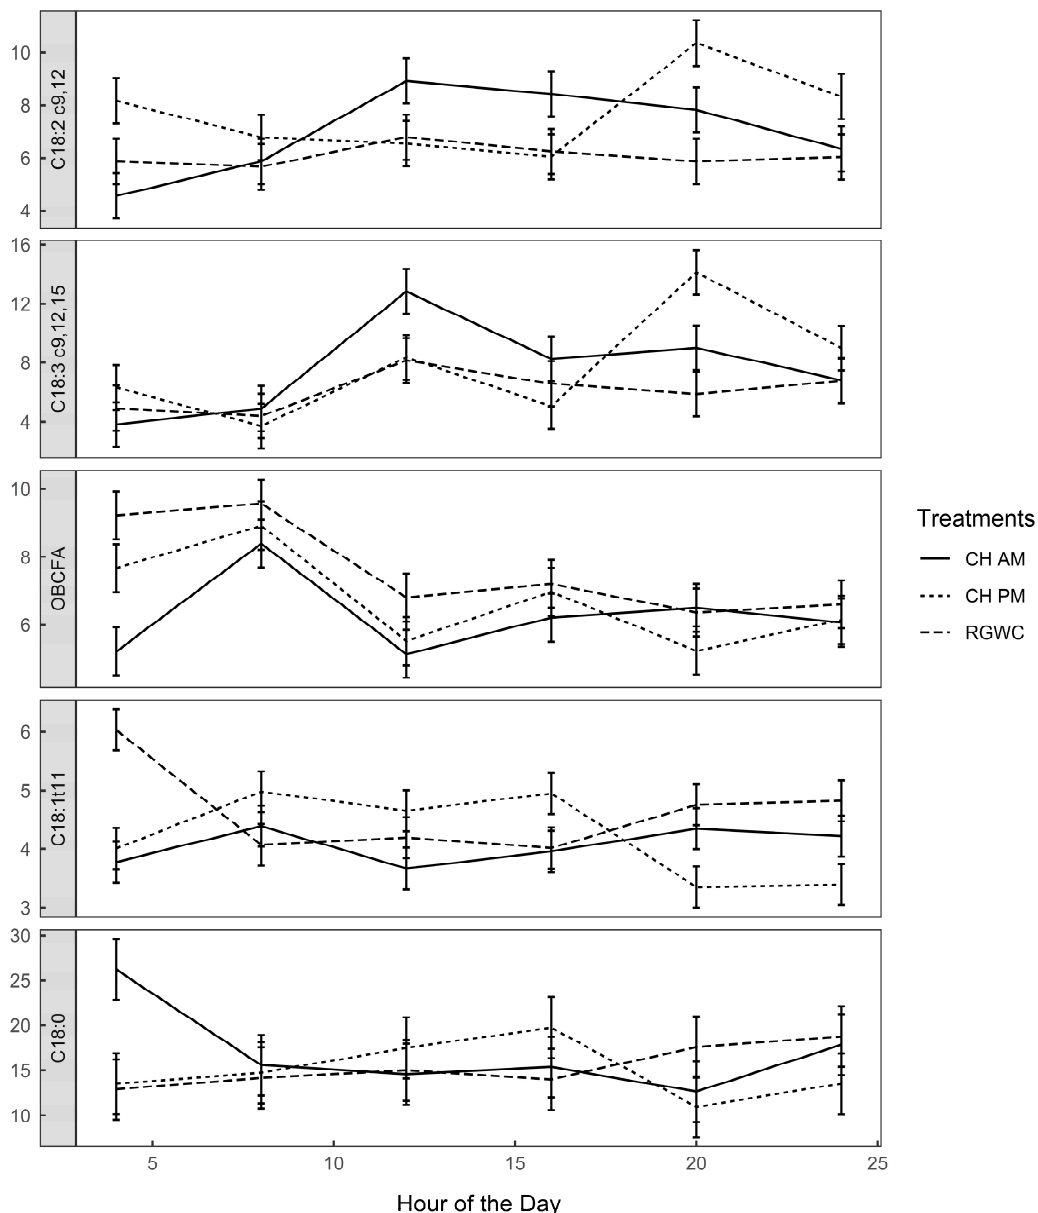 10
8
6
4
C18:2 c9,12
16
12
8
4
C18:3 c9,12,15
10
8
6
OBCFA
6
5
4
3
C18:1t11
30
25
20
15
10
C18:0
5 10 15 20 25
Hour of the Day
Treatments
CH AM
CH PM
RGWC